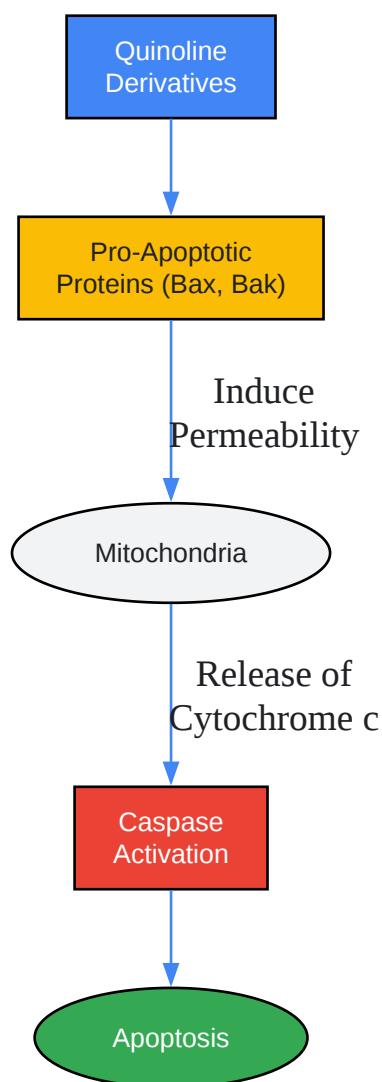 Quinoline
Derivatives
Pro-Apoptotic
Proteins (Bax, Bak)
Induce
Permeability
Mitochondria
Release of
Cytochrome c
Caspase
Activation
Apoptosis